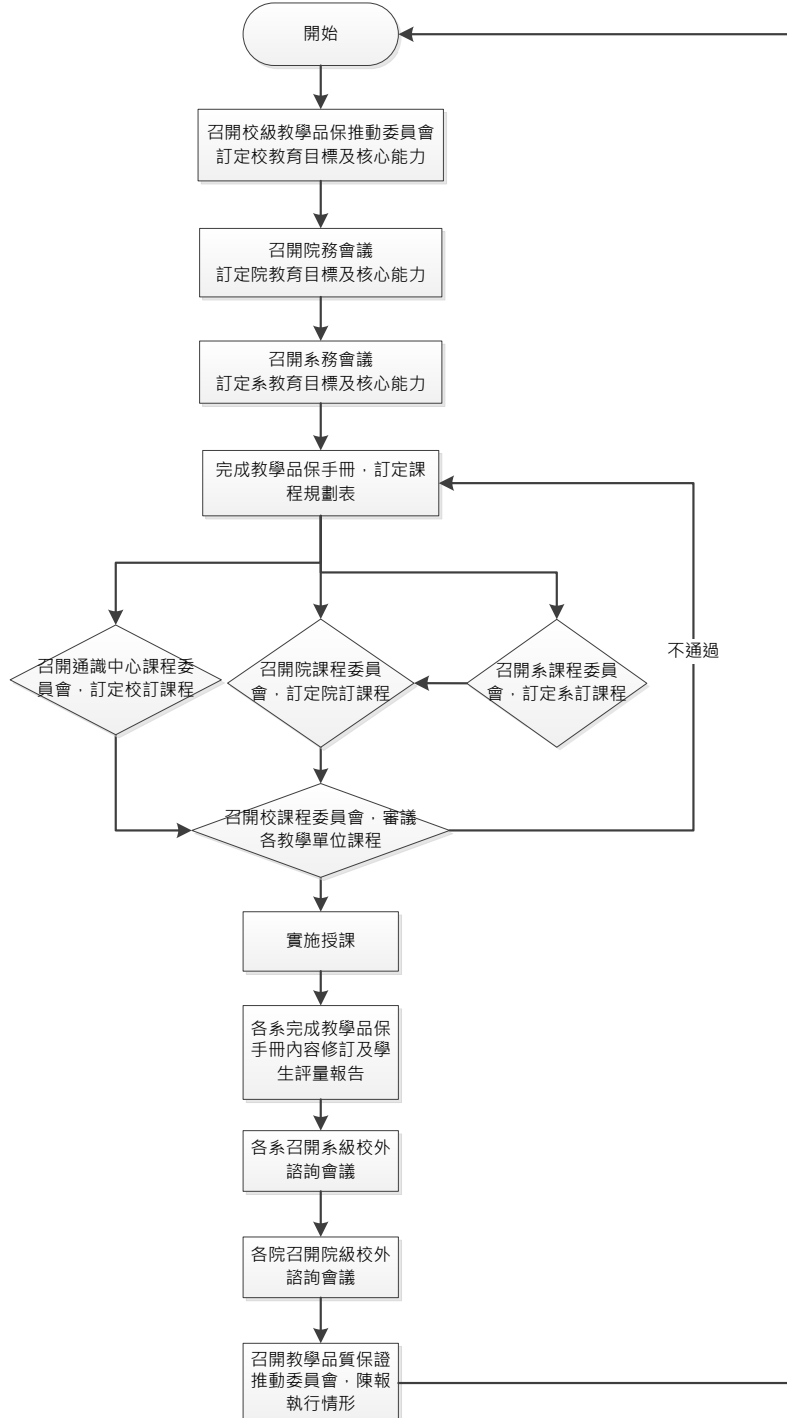 開始
召開校級教學品保推動委員會
訂定校教育目標及核心能力
召開院務會議
訂定院教育目標及核心能力
召開系務會議
訂定系教育目標及核心能力
完成教學品保手冊，訂定課
程規劃表
不通過
召開通識中心課程委
員會，訂定校訂課程
召開院課程委員
會，訂定院訂課程
召開系課程委員
會，訂定系訂課程
召開校課程委員會，審議
各教學單位課程
實施授課
各系完成教學品保
手冊內容修訂及學
生評量報告
各系召開系級校外
諮詢會議
各院召開院級校外
諮詢會議
召開教學品質保證
推動委員會，陳報
執行情形